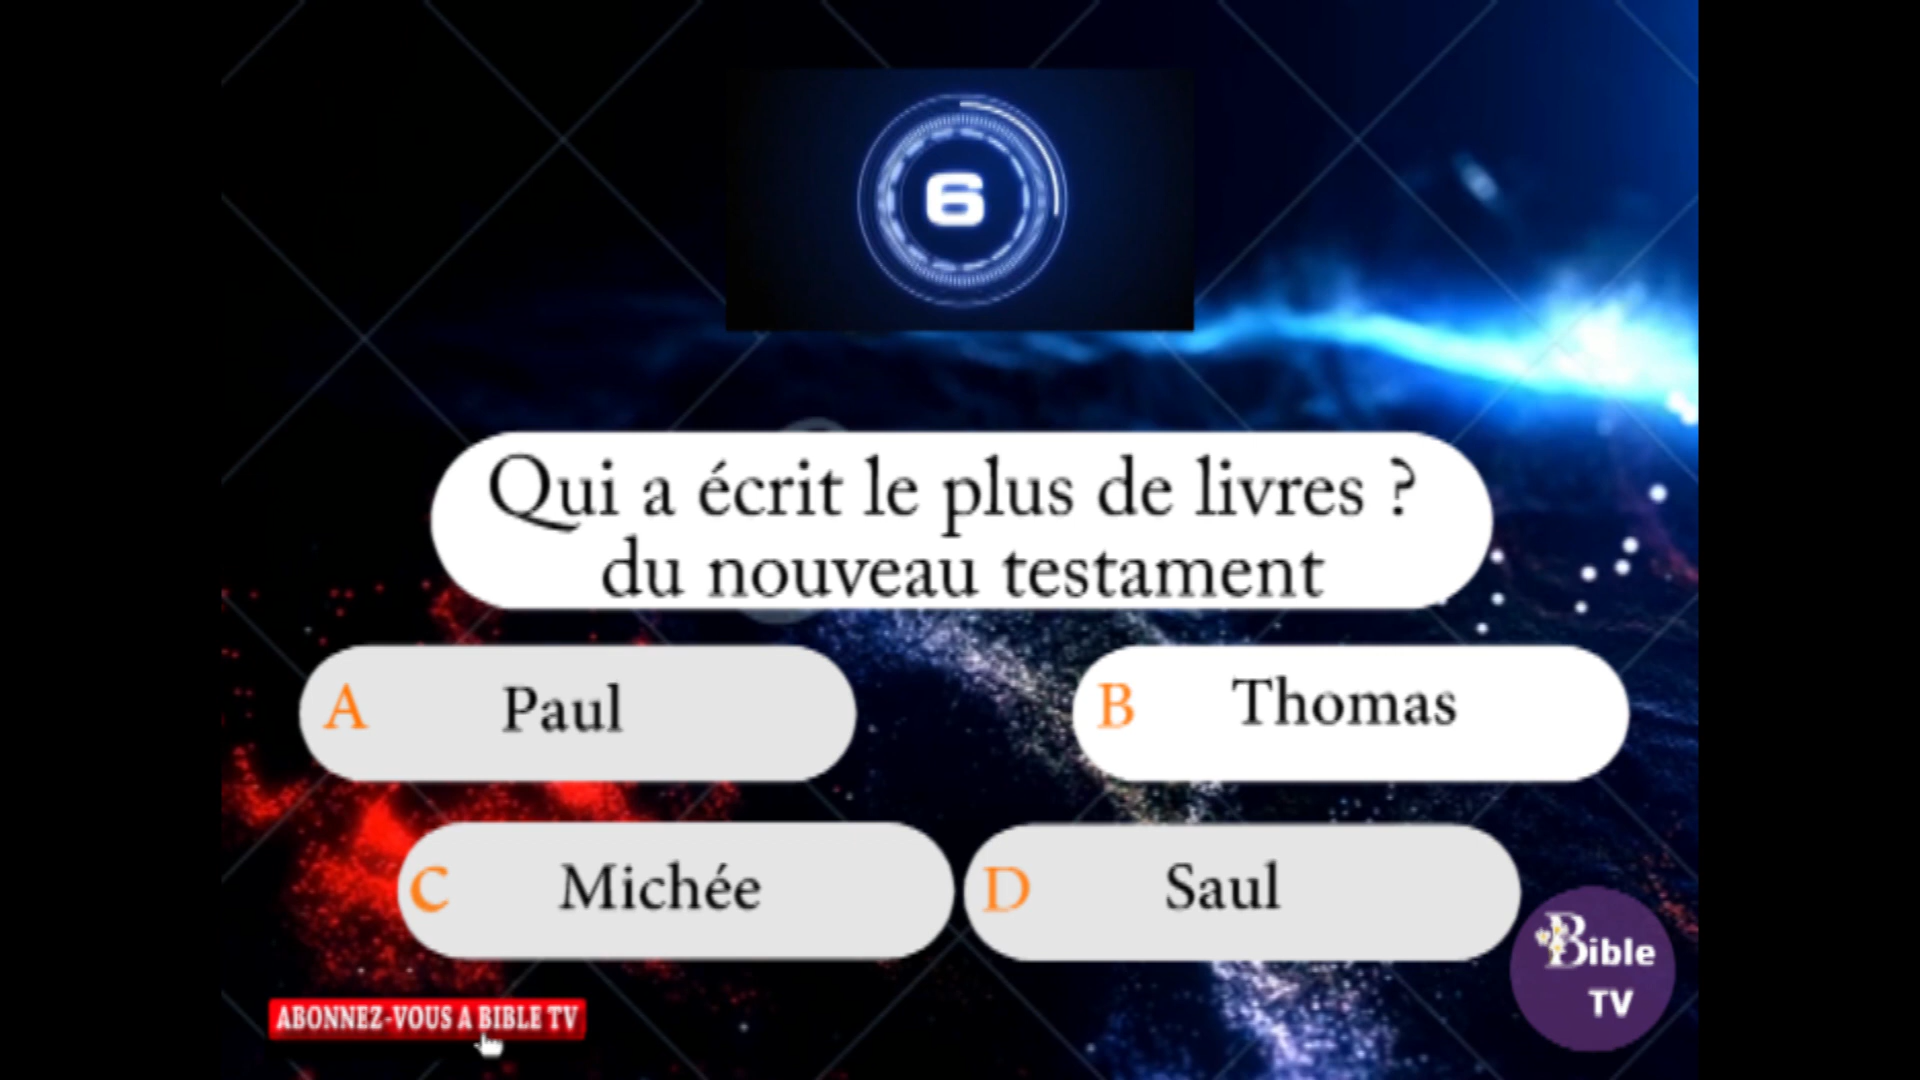 6
Qui a écrit le plus de livres ?
du nouveau testament
A Paul
B Thomas
C Michée
D Saul
Bible
TV
ABONNEZ-VOUS A BIBLE TV